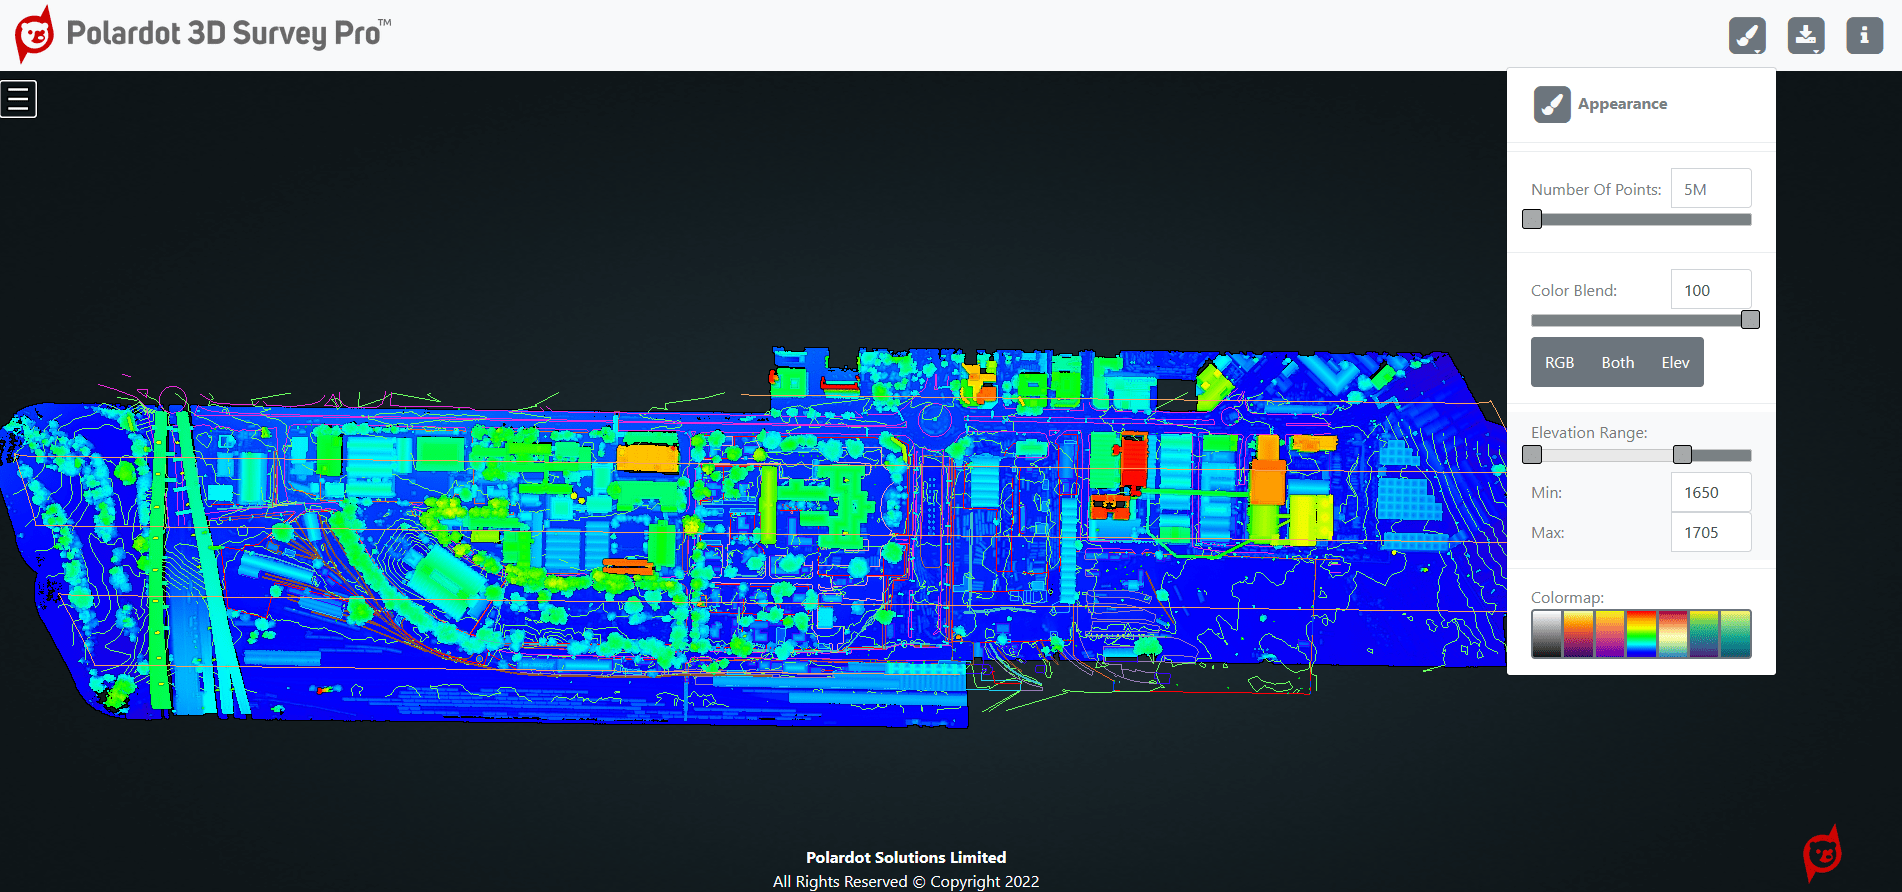 Polardot 3D Survey Pro™
Appearance
Number Of Points: 5M
Color Blend: 100
RGB Both Elev
Elevation Range:
Min: 1650
Max: 1705
Colormap:
Polardot Solutions Limited
All Rights Reserved © Copyright 2022